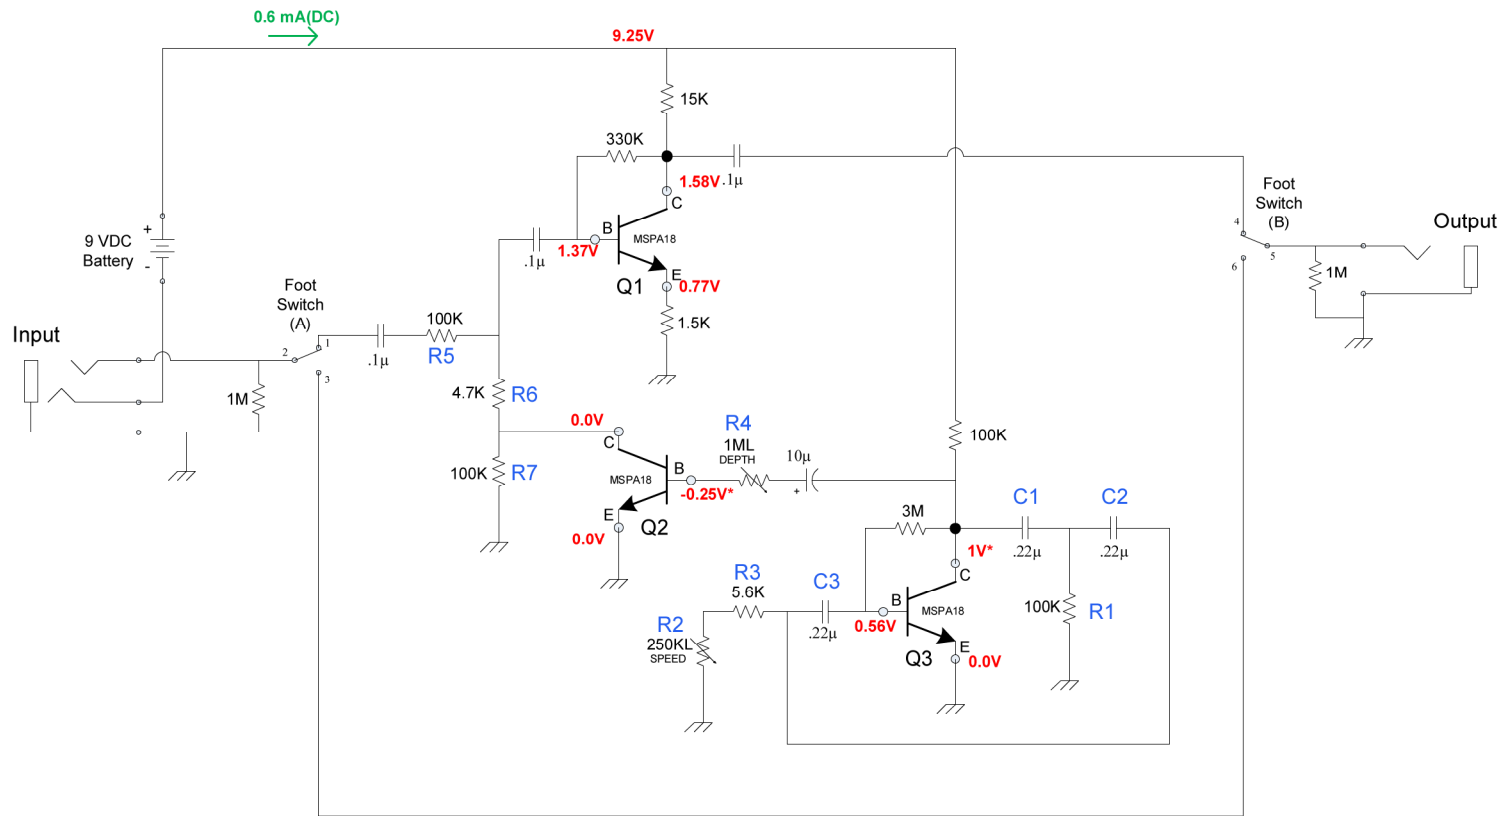 0.6 mA(DC)
9.25V
15K
330K
1.58V
.1µ
C
B
MSPA18
1.37V
.1µ
E
Q1
0.77V
1.5K
+
9 VDC
Battery
-
Foot
Switch
(A)
Input
1
2
3
1M
.1µ
100K
R5
4.7K
R6
100K
R7
0.0V
C
B
MSPA18
-0.25V*
E
Q2
0.0V
R4
1ML
DEPTH
10µ
+
100K
3M
C1
.22µ
C2
.22µ
1V*
C
B
MSPA18
0.56V
E
Q3
0.0V
R3
5.6K
C3
.22µ
R2
250KL
SPEED
100K
R1
Foot
Switch
(B)
4
5
6
Output
1M